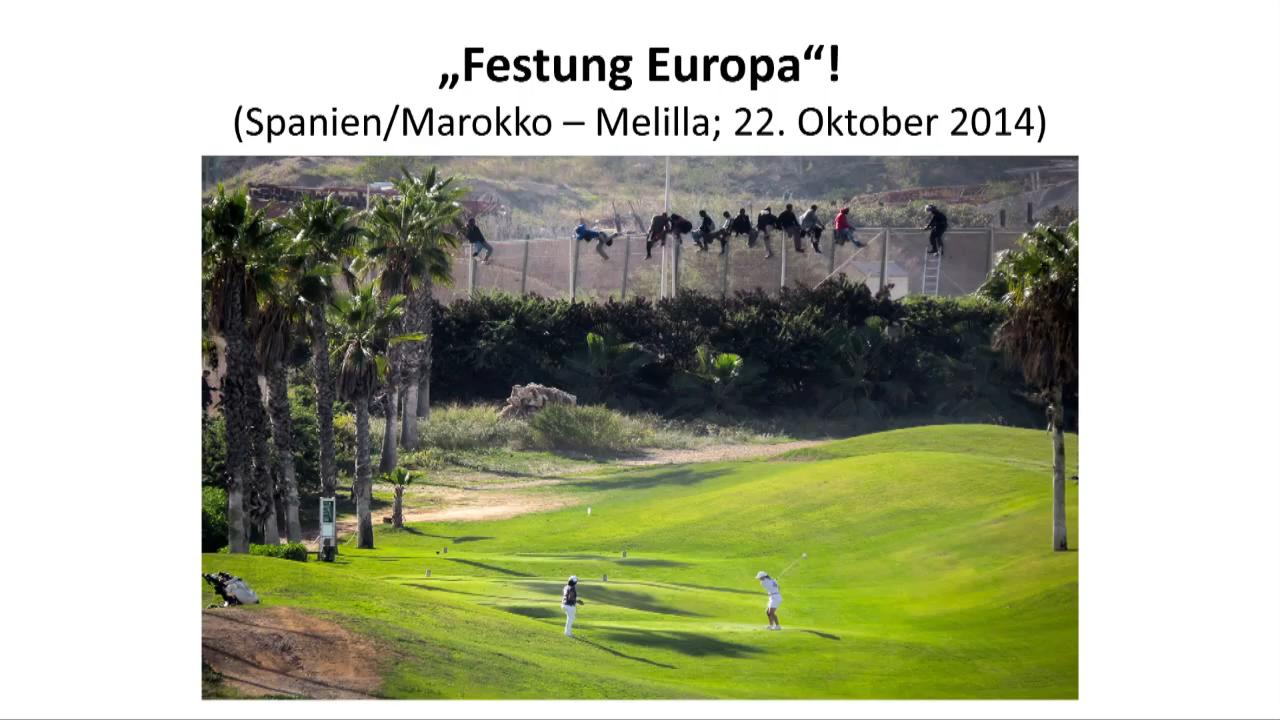 „Festung Europa“!
(Spanien/Marokko – Melilla; 22. Oktober 2014)